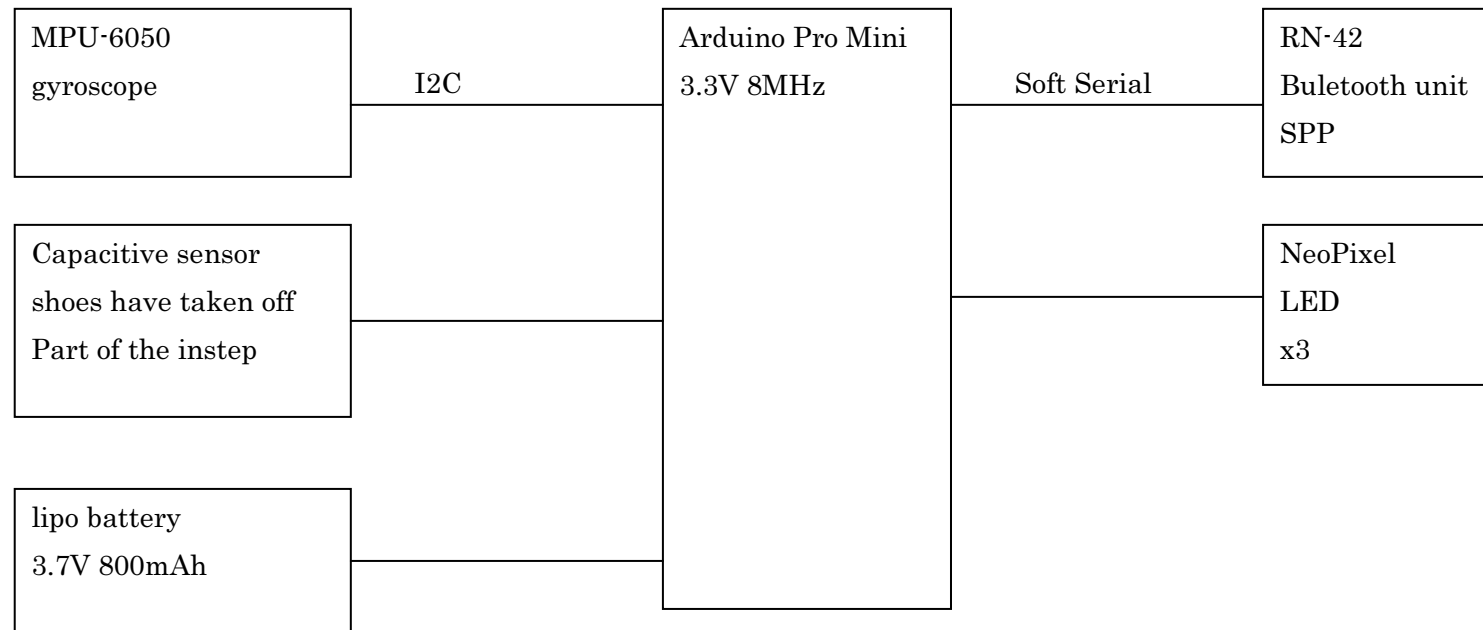 MPU-6050
gyroscope
I2C
Arduino Pro Mini
3.3V 8MHz
Soft Serial
RN-42
Buletooth unit
SPP
Capacitive sensor
shoes have taken off
Part of the instep
NeoPixel
LED
x3
lipo battery
3.7V 800mAh